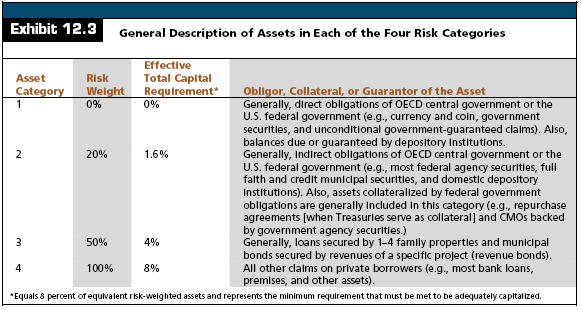 Exhibit 12.3 General Description of Assets in Each of the Four Risk Categories
Asset Category Risk Weight Effective Total Capital Requirement* Obligor, Collateral, or Guarantor of the Asset
1 0% 0% Generally, direct obligations of OECD central government or the
U.S. federal government (e.g., currency and coin, government
securities, and unconditional government-guaranteed claims). Also,
balances due or guaranteed by depository institutions.
2 20% 1.6% Generally, indirect obligations of OECD central government or the
U.S. federal government (e.g., most federal agency securities, full
faith and credit municipal securities, and domestic depository
institutions). Also, assets collateralized by federal government
obligations are generally included in this category (e.g., repurchase
agreements [when Treasuries serve as collateral] and CMOs backed
by government agency securities.)
3 50% 4% Generally, loans secured by 1–4 family properties and municipal
bonds secured by revenues of a specific project (revenue bonds).
4 100% 8% All other claims on private borrowers (e.g., most bank loans,
premises, and other assets).
*Equals 8 percent of equivalent risk-weighted assets and represents the minimum requirement that must be met to be adequately capitalized.